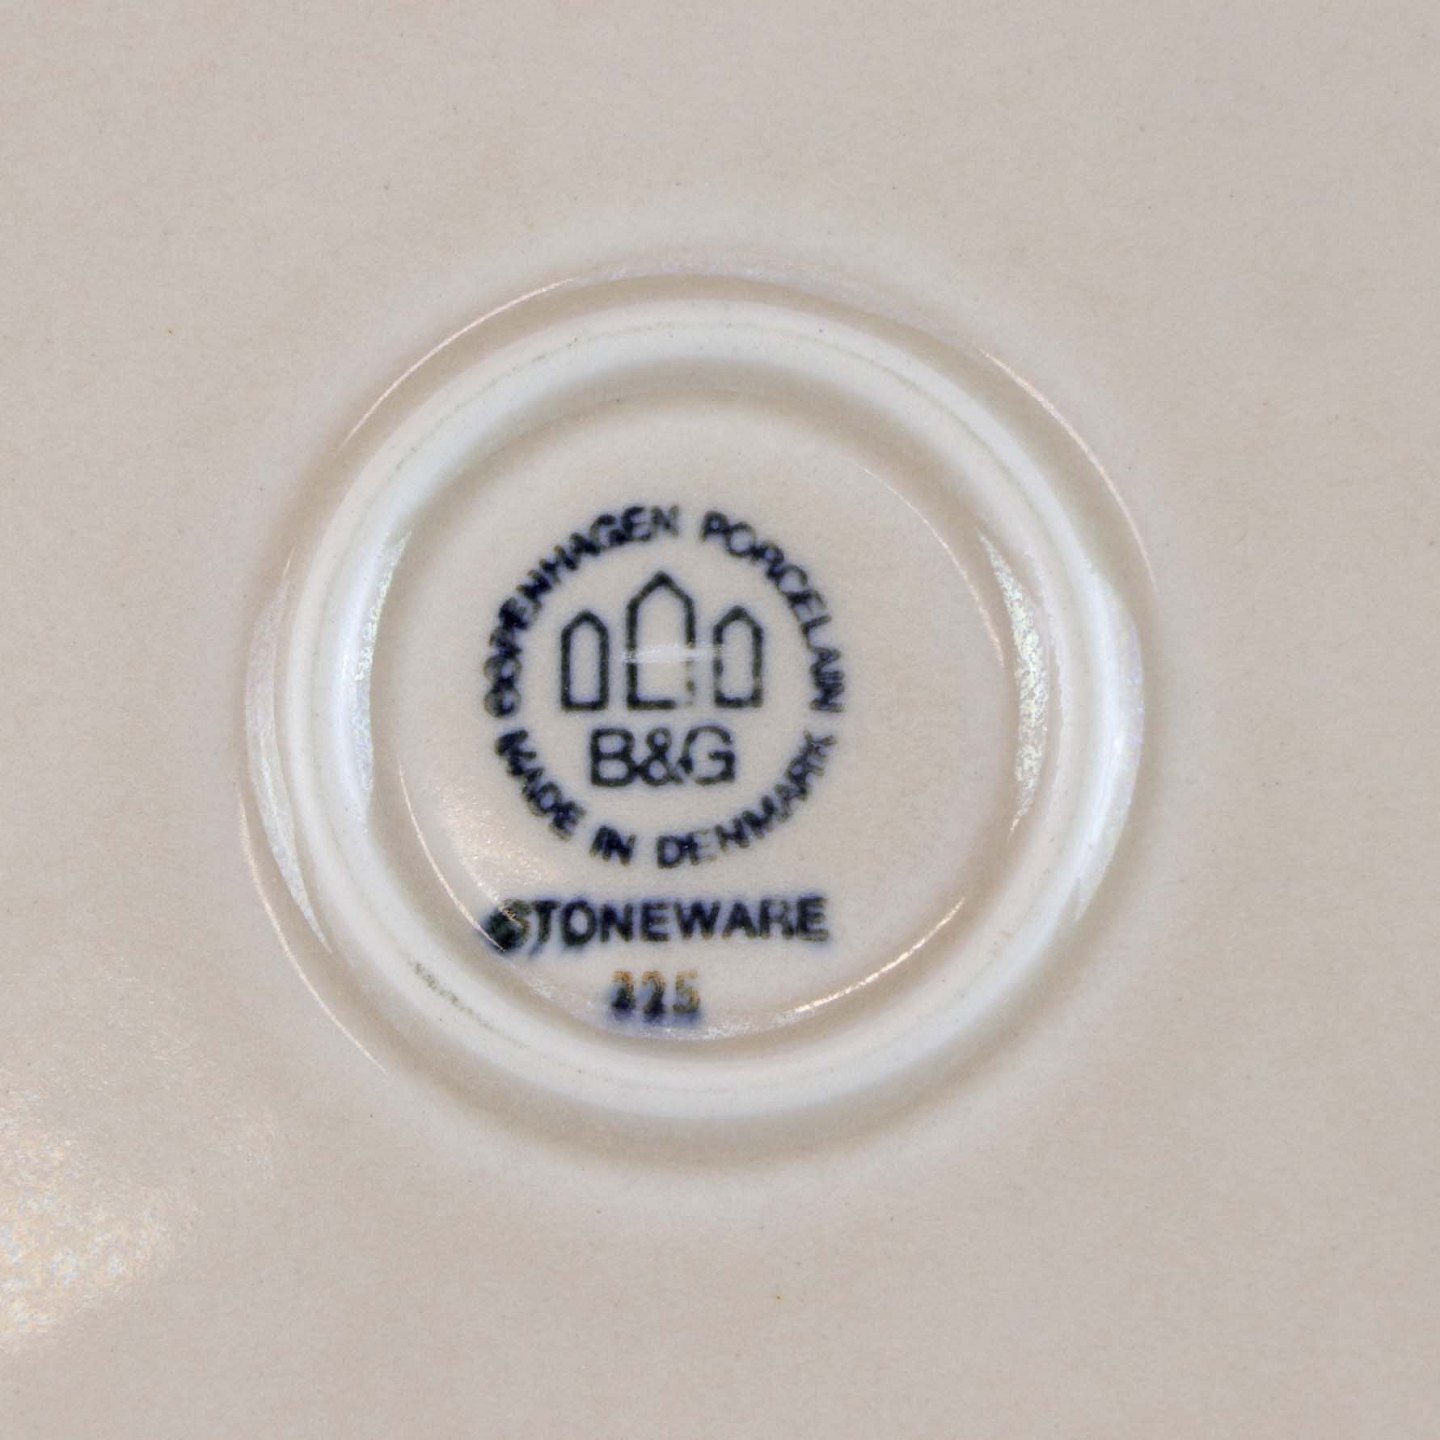 COPENHAGEN PORCELAIN
B&G
MADE IN DENMARK
STONEWARE
325